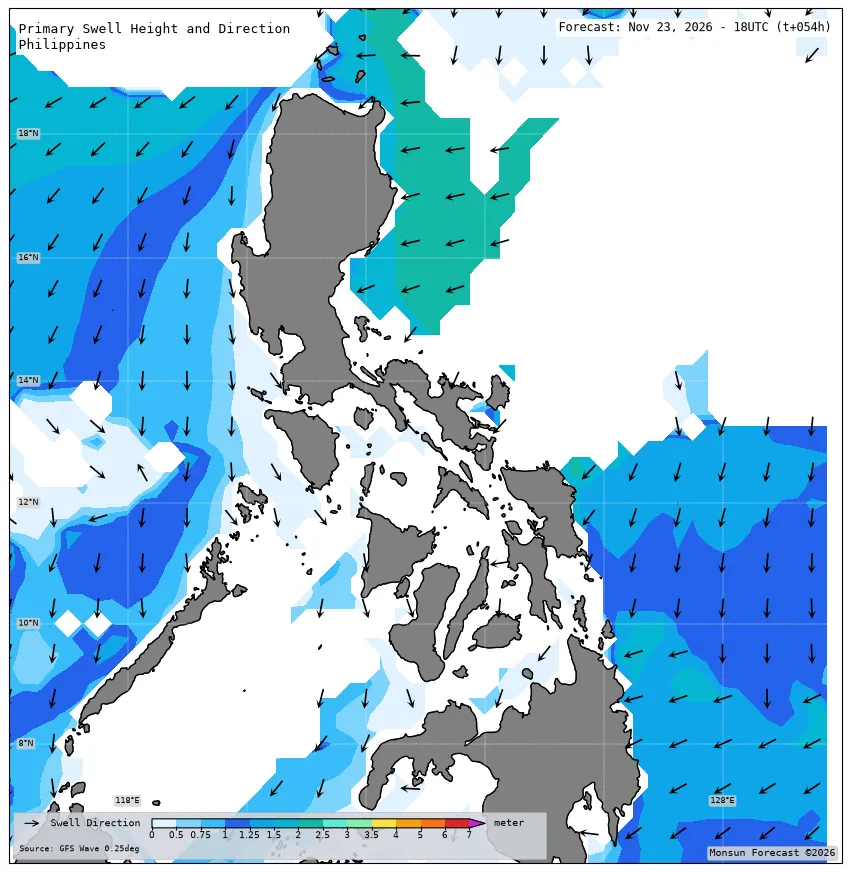 Primary Swell Height and Direction
Philippines
Forecast: Nov 23, 2026 - 18UTC (t+054h)
18°N
16°N
14°N
12°N
10°N
8°N
118°E
128°E
Swell Direction
0 0.5 0.75 1 1.25 1.5 2 2.5 3 3.5 4 5 6 7
meter
Source: GFS Wave 0.25deg
Monsun Forecast ©2026